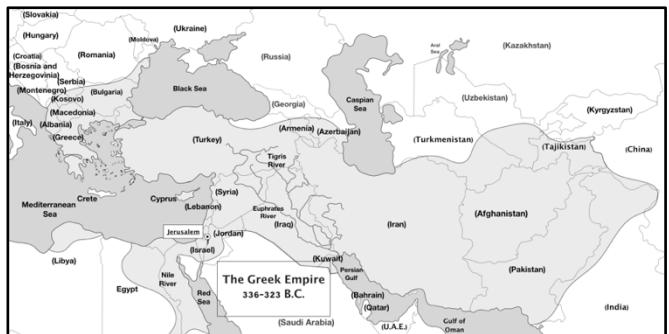 (Slovakia)
(Ukraine)
(Hungary)
(Moldova)
(Romania)
(Russia)
(Kazakhstan)
Aral
Sea
(Croatia)
(Bosnia and
Herzegovina)
(Serbia)
(Montenegro)
(Kosovo)
(Bulgaria)
Black Sea
Caspian
Sea
(Uzbekistan)
(Kyrgyzstan)
(Georgia)
(Macedonia)
(Italy)
(Albania)
(Greece)
(Turkey)
(Armenia)
(Azerbaijan)
(Turkmenistan)
(Tajikistan)
(China)
Tigris
River
Crete
Cyprus
(Syria)
(Lebanon)
Mediterranean
Sea
Euphrates
River
(Iraq)
(Iran)
(Afghanistan)
Jerusalem
(Jordan)
(Israel)
(Libya)
Egypt
Nile
River
Red
Sea
The Greek Empire
336-323 B.C.
(Kuwait)
Persian
Gulf
(Pakistan)
(Bahrain)
(Qatar)
(Saudi Arabia)
(U.A.E.)
Gulf of
Oman
(India)